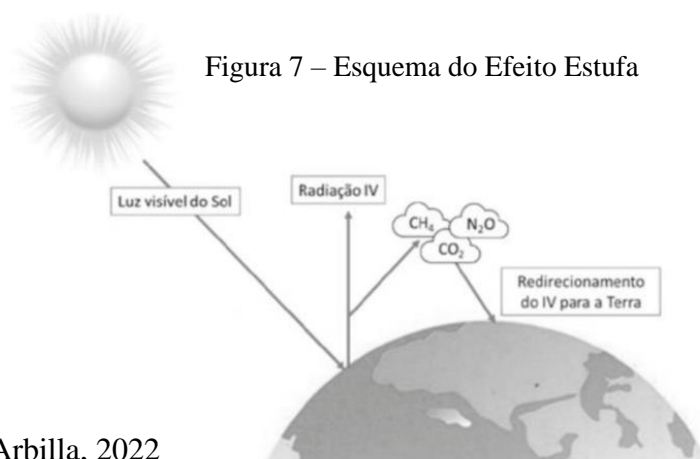 Figura 7 – Esquema do Efeito Estufa
Luz visível do Sol
Radiação IV
CH₄
N₂O
CO₂
Redirecionamento
do IV para a Terra
Arbilla, 2022